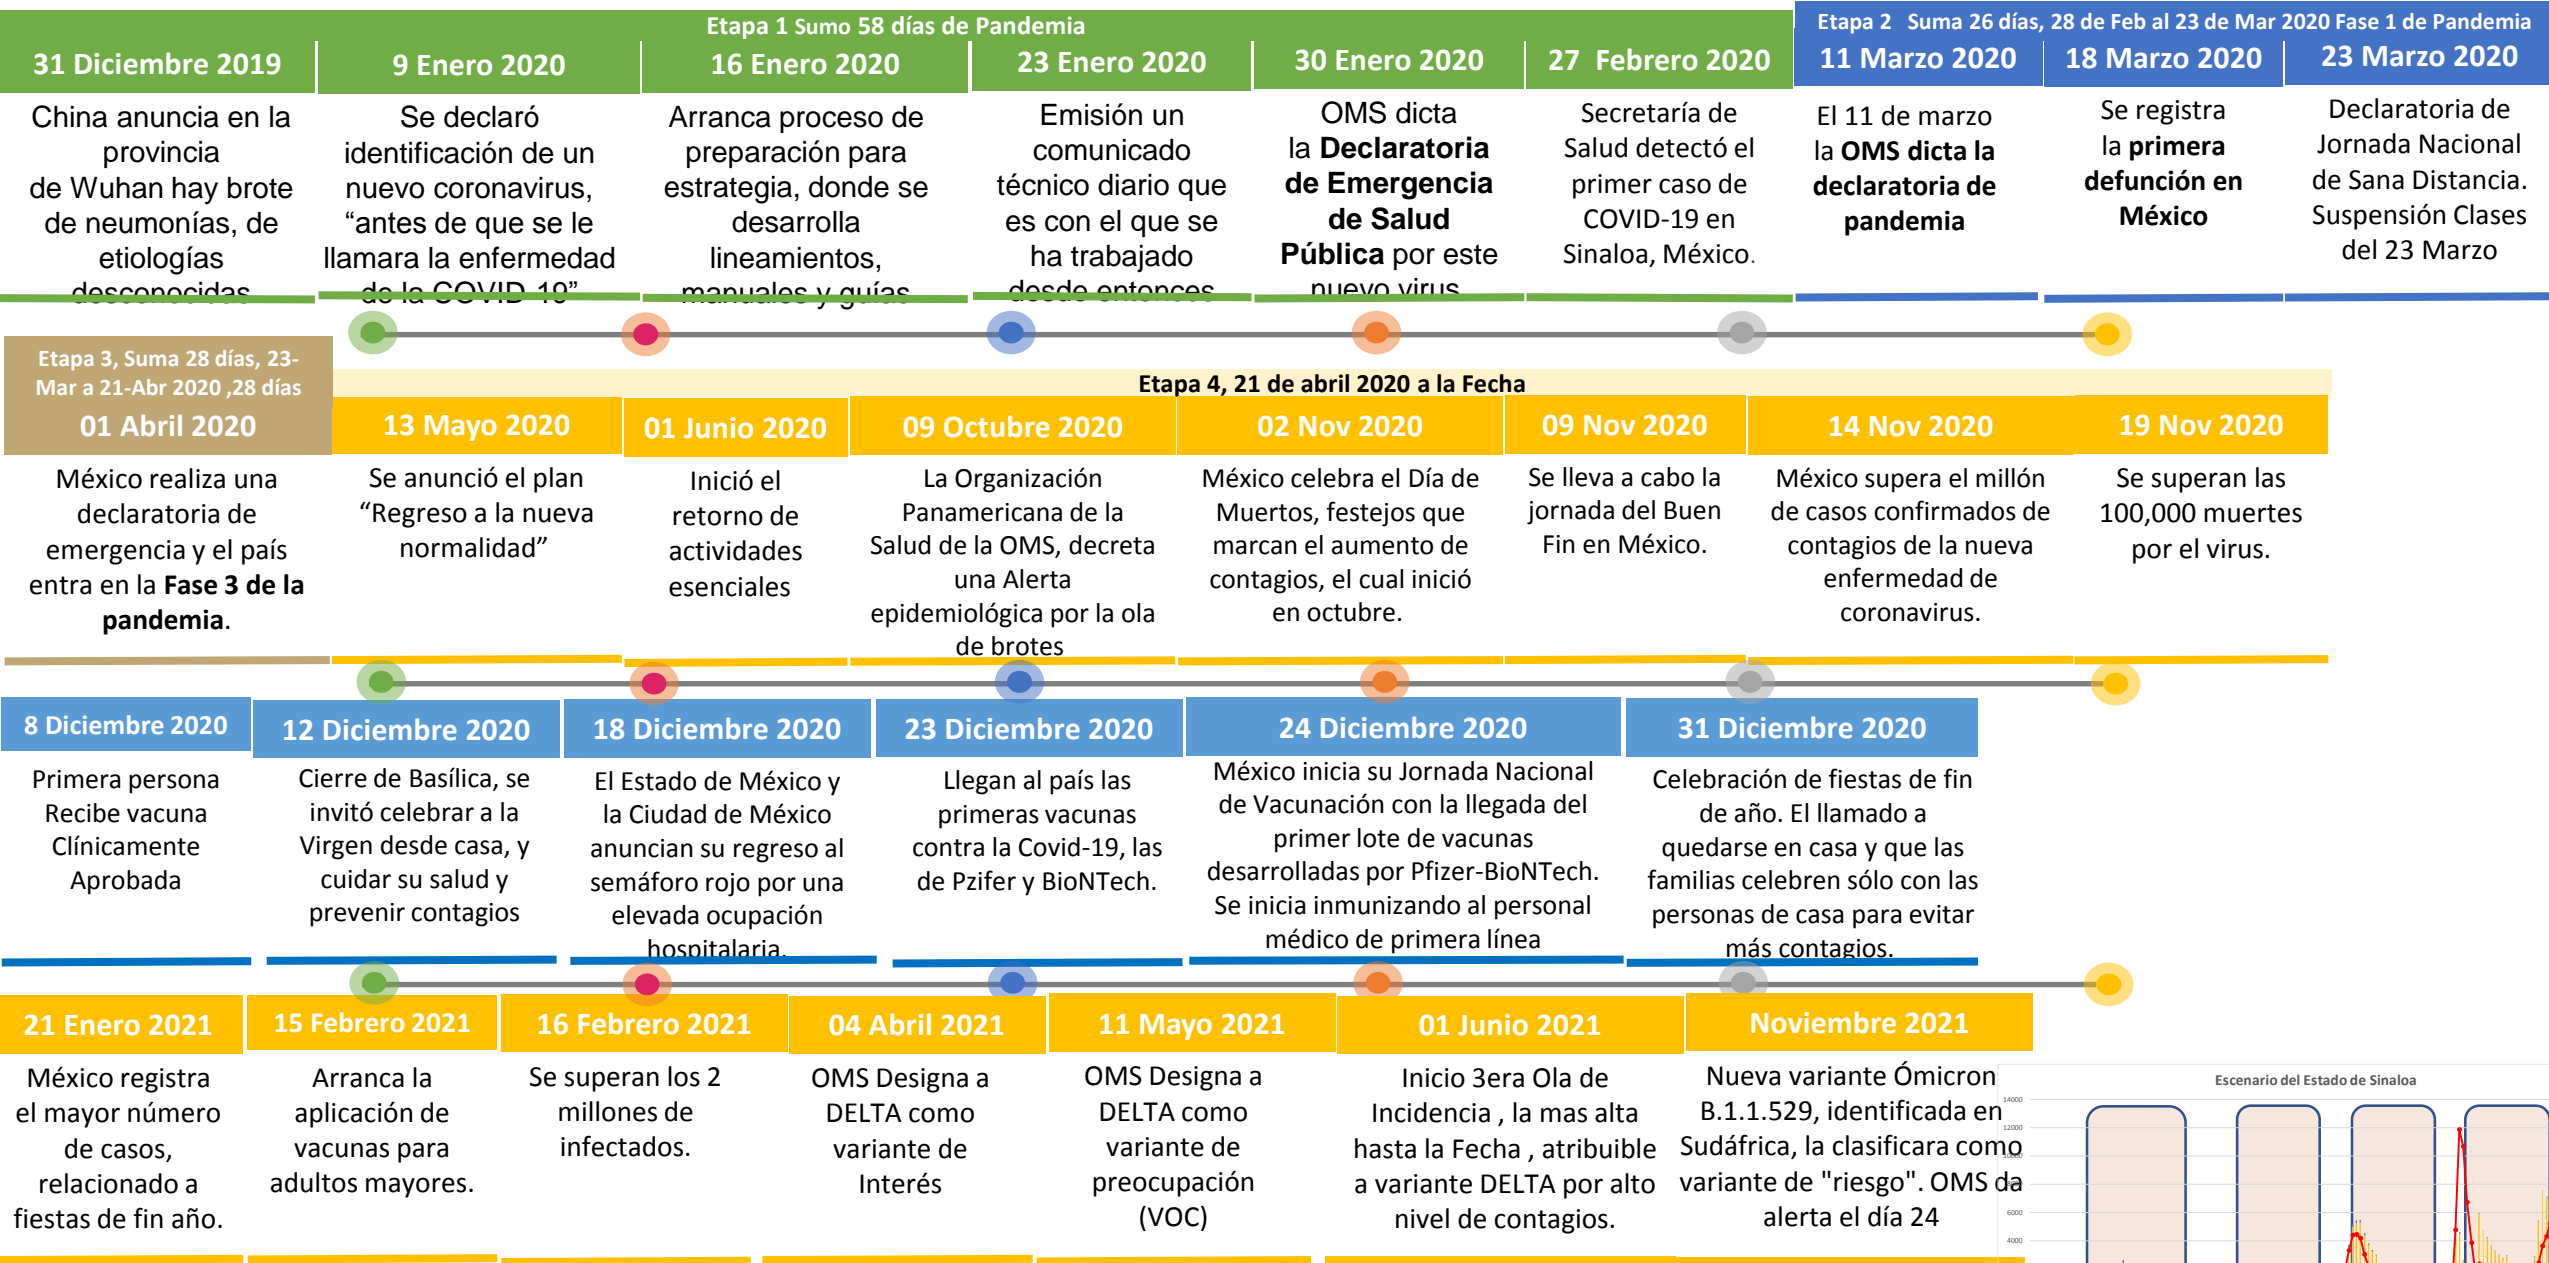 Etapa 1 Sumo 58 días de Pandemia
Etapa 2 Suma 26 días, 28 de Feb al 23 de Mar 2020 Fase 1 de Pandemia
31 Diciembre 2019
9 Enero 2020
16 Enero 2020
23 Enero 2020
30 Enero 2020
27 Febrero 2020
11 Marzo 2020
18 Marzo 2020
23 Marzo 2020
China anuncia en la
provincia
de Wuhan hay brote
de neumonías, de
etiologías
desconocidas
Se declaró
identificación de un
nuevo coronavirus,
“antes de que se le
llamara la enfermedad
de la COVID-19”
Arranca proceso de
preparación para
estrategia, donde se
desarrolla
lineamientos,
manuales y guías
Emisión un
comunicado
técnico diario que
es con el que se
ha trabajado
desde entonces
OMS dicta
la Declaratoria
de Emergencia
de Salud
Pública por este
nuevo virus
Secretaría de
Salud detectó el
primer caso de
COVID-19 en
Sinaloa, México.
El 11 de marzo
la OMS dicta la
declaratoria de
pandemia
Se registra
la primera
defunción en
México
Declaratoria de
Jornada Nacional
de Sana Distancia.
Suspensión Clases
del 23 Marzo
Etapa 3, Suma 28 días, 23-
Mar a 21-Abr 2020 ,28 días
Etapa 4, 21 de abril 2020 a la Fecha
01 Abril 2020
13 Mayo 2020
01 Junio 2020
09 Octubre 2020
02 Nov 2020
09 Nov 2020
14 Nov 2020
19 Nov 2020
México realiza una
declaratoria de
emergencia y el país
entra en la Fase 3 de la
pandemia.
Se anunció el plan
“Regreso a la nueva
normalidad”
Inició el
retorno de
actividades
esenciales
La Organización
Panamericana de la
Salud de la OMS, decreta
una Alerta
epidemiológica por la ola
de brotes
México celebra el Día de
Muertos, festejos que
marcan el aumento de
contagios, el cual inició
en octubre.
Se lleva a cabo la
jornada del Buen
Fin en México.
México supera el millón
de casos confirmados de
contagios de la nueva
enfermedad de
coronavirus.
Se superan las
100,000 muertes
por el virus.
8 Diciembre 2020
12 Diciembre 2020
18 Diciembre 2020
23 Diciembre 2020
24 Diciembre 2020
31 Diciembre 2020
Primera persona
Recibe vacuna
Clínicamente
Aprobada
Cierre de Basílica, se
invitó celebrar a la
Virgen desde casa, y
cuidar su salud y
prevenir contagios
El Estado de México y
la Ciudad de México
anuncian su regreso al
semáforo rojo por una
elevada ocupación
hospitalaria.
Llegan al país las
primeras vacunas
contra la Covid-19, las
de Pzifer y BioNTech.
México inicia su Jornada Nacional
de Vacunación con la llegada del
primer lote de vacunas
desarrolladas por Pfizer-BioNTech.
Se inicia inmunizando al personal
médico de primera línea
Celebración de fiestas de fin
de año. El llamado a
quedarse en casa y que las
familias celebren sólo con las
personas de casa para evitar
más contagios.
21 Enero 2021
15 Febrero 2021
16 Febrero 2021
04 Abril 2021
11 Mayo 2021
01 Junio 2021
Noviembre 2021
México registra
el mayor número
de casos,
relacionado a
fiestas de fin año.
Arranca la
aplicación de
vacunas para
adultos mayores.
Se superan los 2
millones de
infectados.
OMS Designa a
DELTA como
variante de
Interés
OMS Designa a
DELTA como
variante de
preocupación
(VOC)
Inicio 3era Ola de
Incidencia , la mas alta
hasta la Fecha , atribuible
a variante DELTA por alto
nivel de contagios.
Nueva variante Ómicron
B.1.1.529, identificada en
Sudáfrica, la clasificara como
variante de "riesgo". OMS da
alerta el día 24
Escenario del Estado de Sinaloa
14000
12000
10000
6000
4000